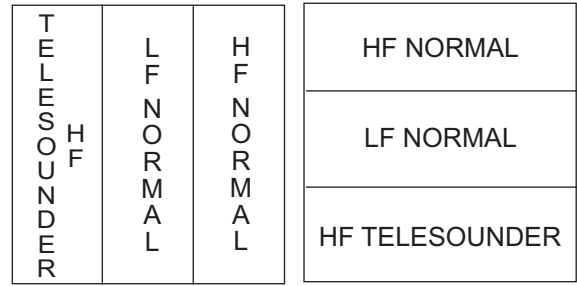 TELESOUNDER
HF
LF NORMAL
HF NORMAL
HF NORMAL
LF NORMAL
HF TELESOUNDER